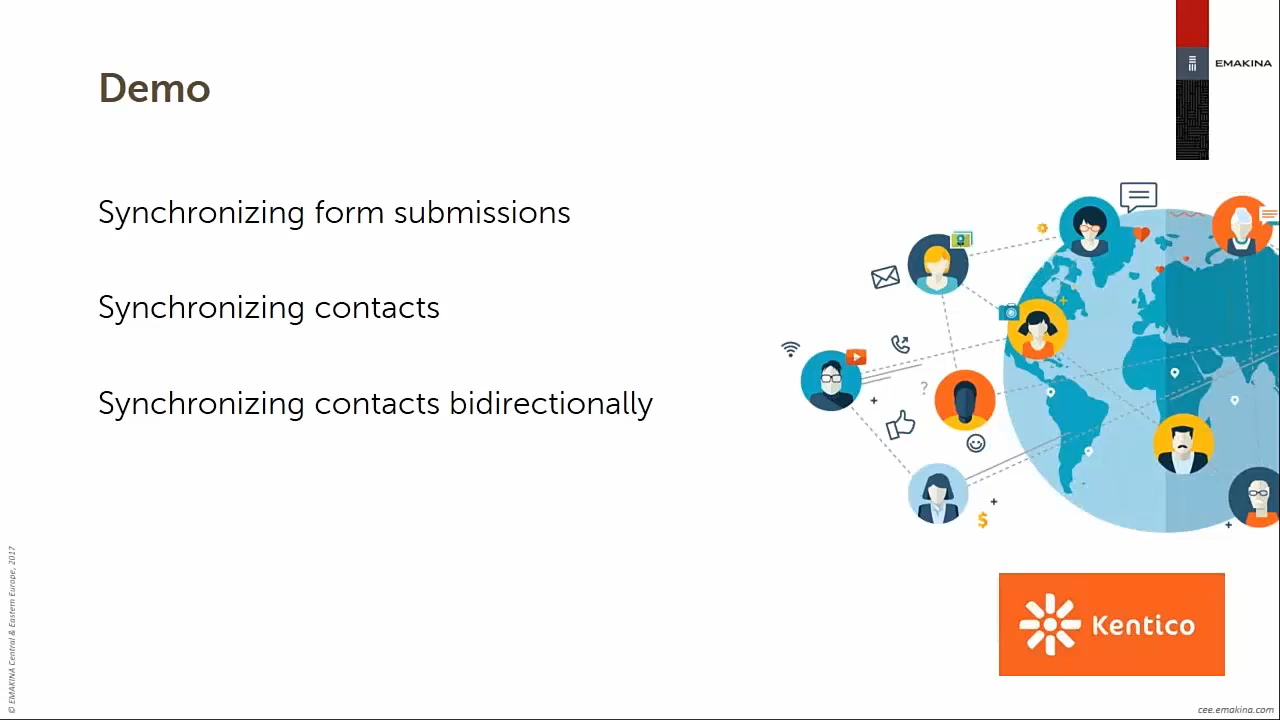 Demo
EMAKINA
Synchronizing form submissions
Synchronizing contacts
Synchronizing contacts bidirectionally
?
$
Kentico
© EMAKINA Central & Eastern Europe, 2017
cee.emakina.com